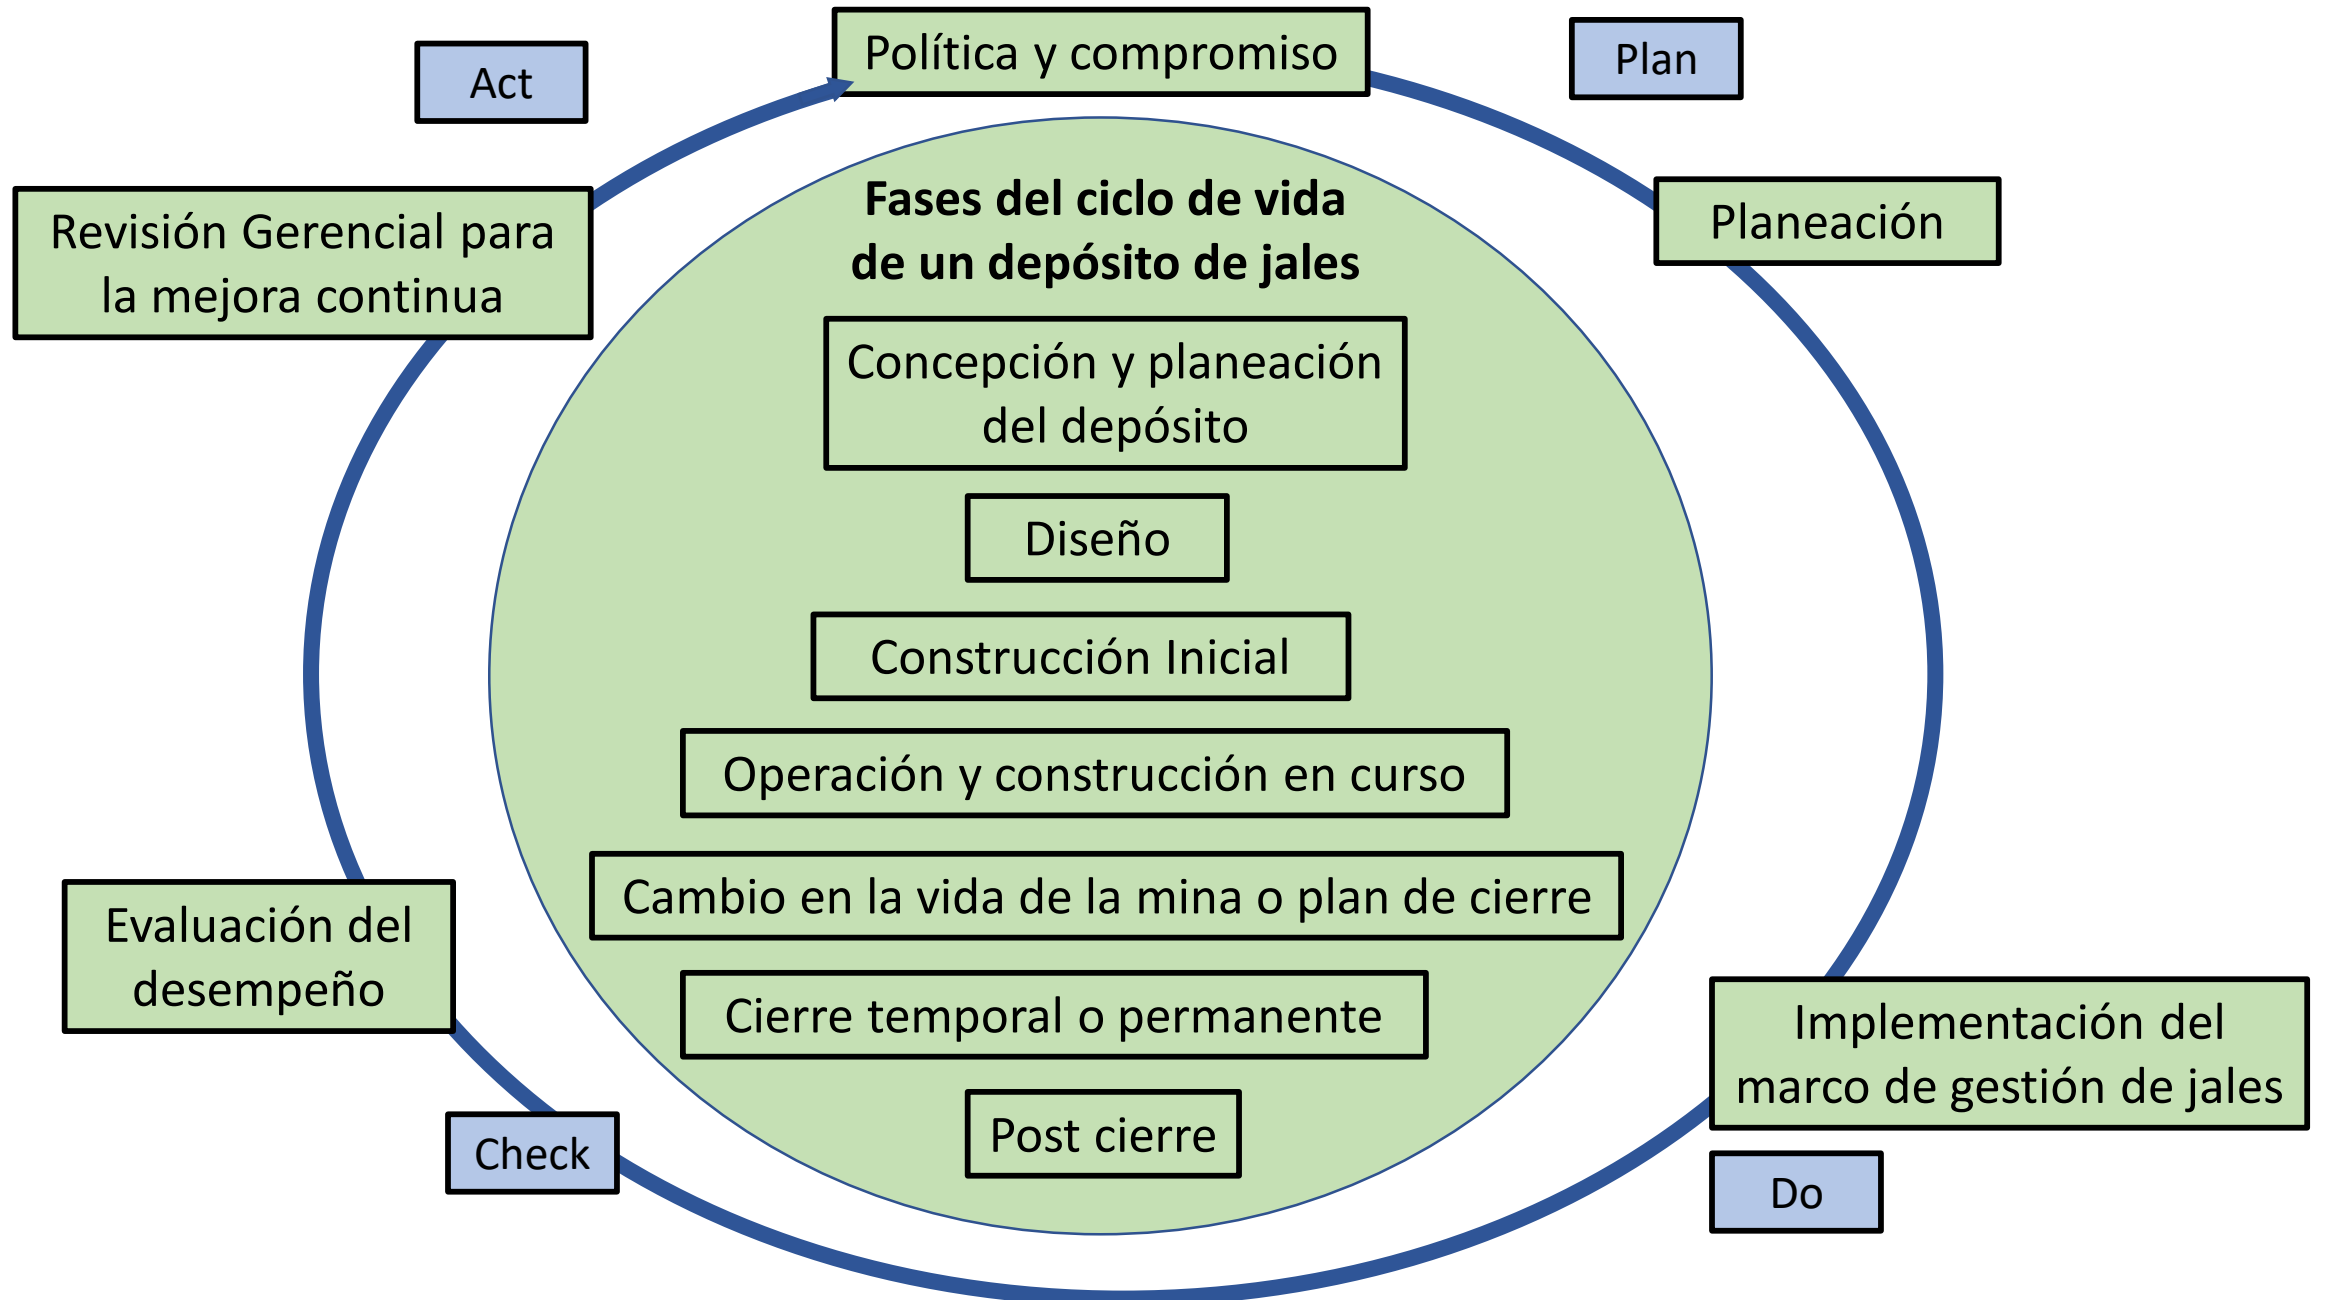 Política y compromiso
Plan
Act
Planeación
Revisión Gerencial para
la mejora continua
Fases del ciclo de vida
de un depósito de jales
Concepción y planeación
del depósito
Diseño
Construcción Inicial
Operación y construcción en curso
Cambio en la vida de la mina o plan de cierre
Cierre temporal o permanente
Post cierre
Evaluación del
desempeño
Check
Implementación del
marco de gestión de jales
Do